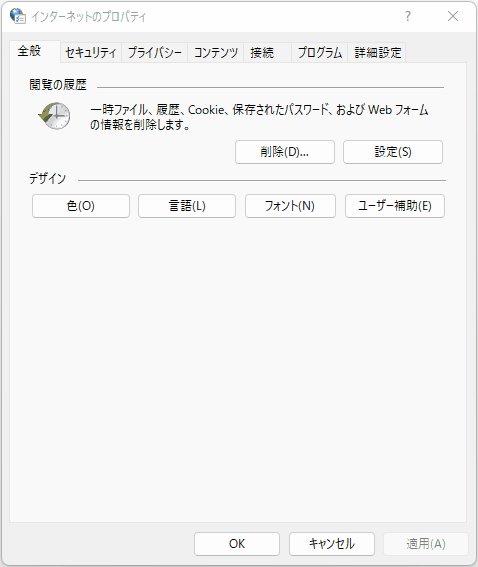 インターネットのプロパティ
?
全般 セキュリティ プライバシー コンテンツ 接続 プログラム 詳細設定
閲覧の履歴
一時ファイル、履歴、Cookie、保存されたパスワード、および Web フォーム
の情報を削除します。
削除(D)... 設定(S)
デザイン
色(O) 言語(L) フォント(N) ユーザー補助(E)
OK キャンセル 適用(A)